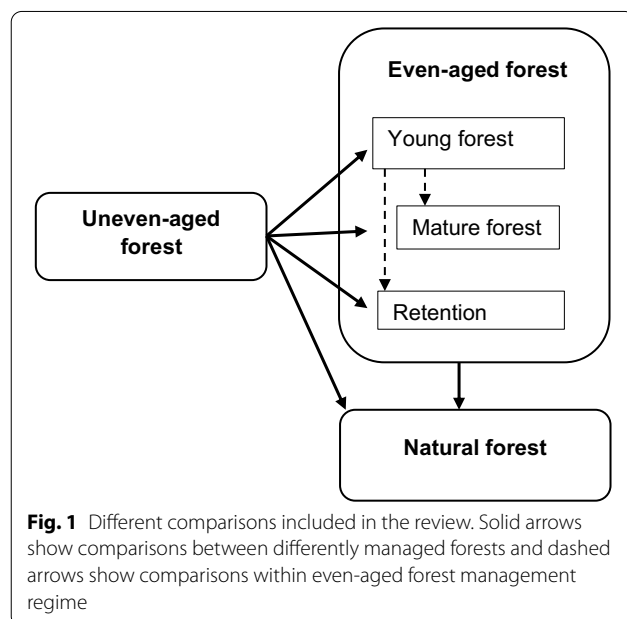 Even-aged forest
Young forest
Uneven-aged
forest
Mature forest
Retention
Natural forest
Fig. 1 Different comparisons included in the review. Solid arrows
show comparisons between differently managed forests and dashed
arrows show comparisons within even-aged forest management
regime